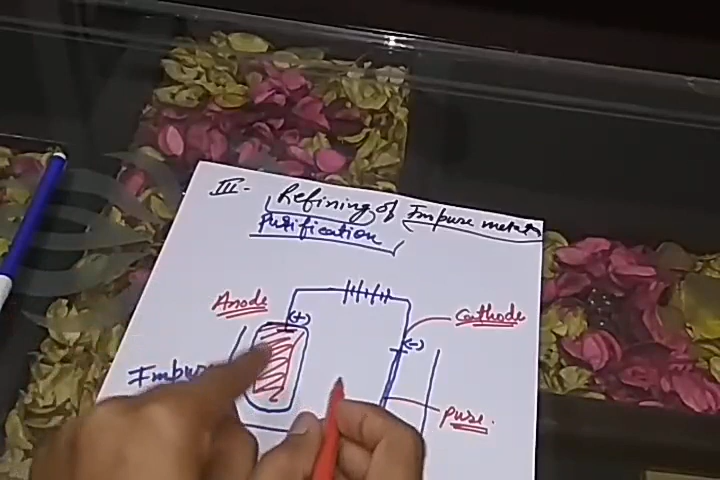 III- Refining of Impure metals
Purification
Anode
(+)
Cathode
(-)
Impure
pure.